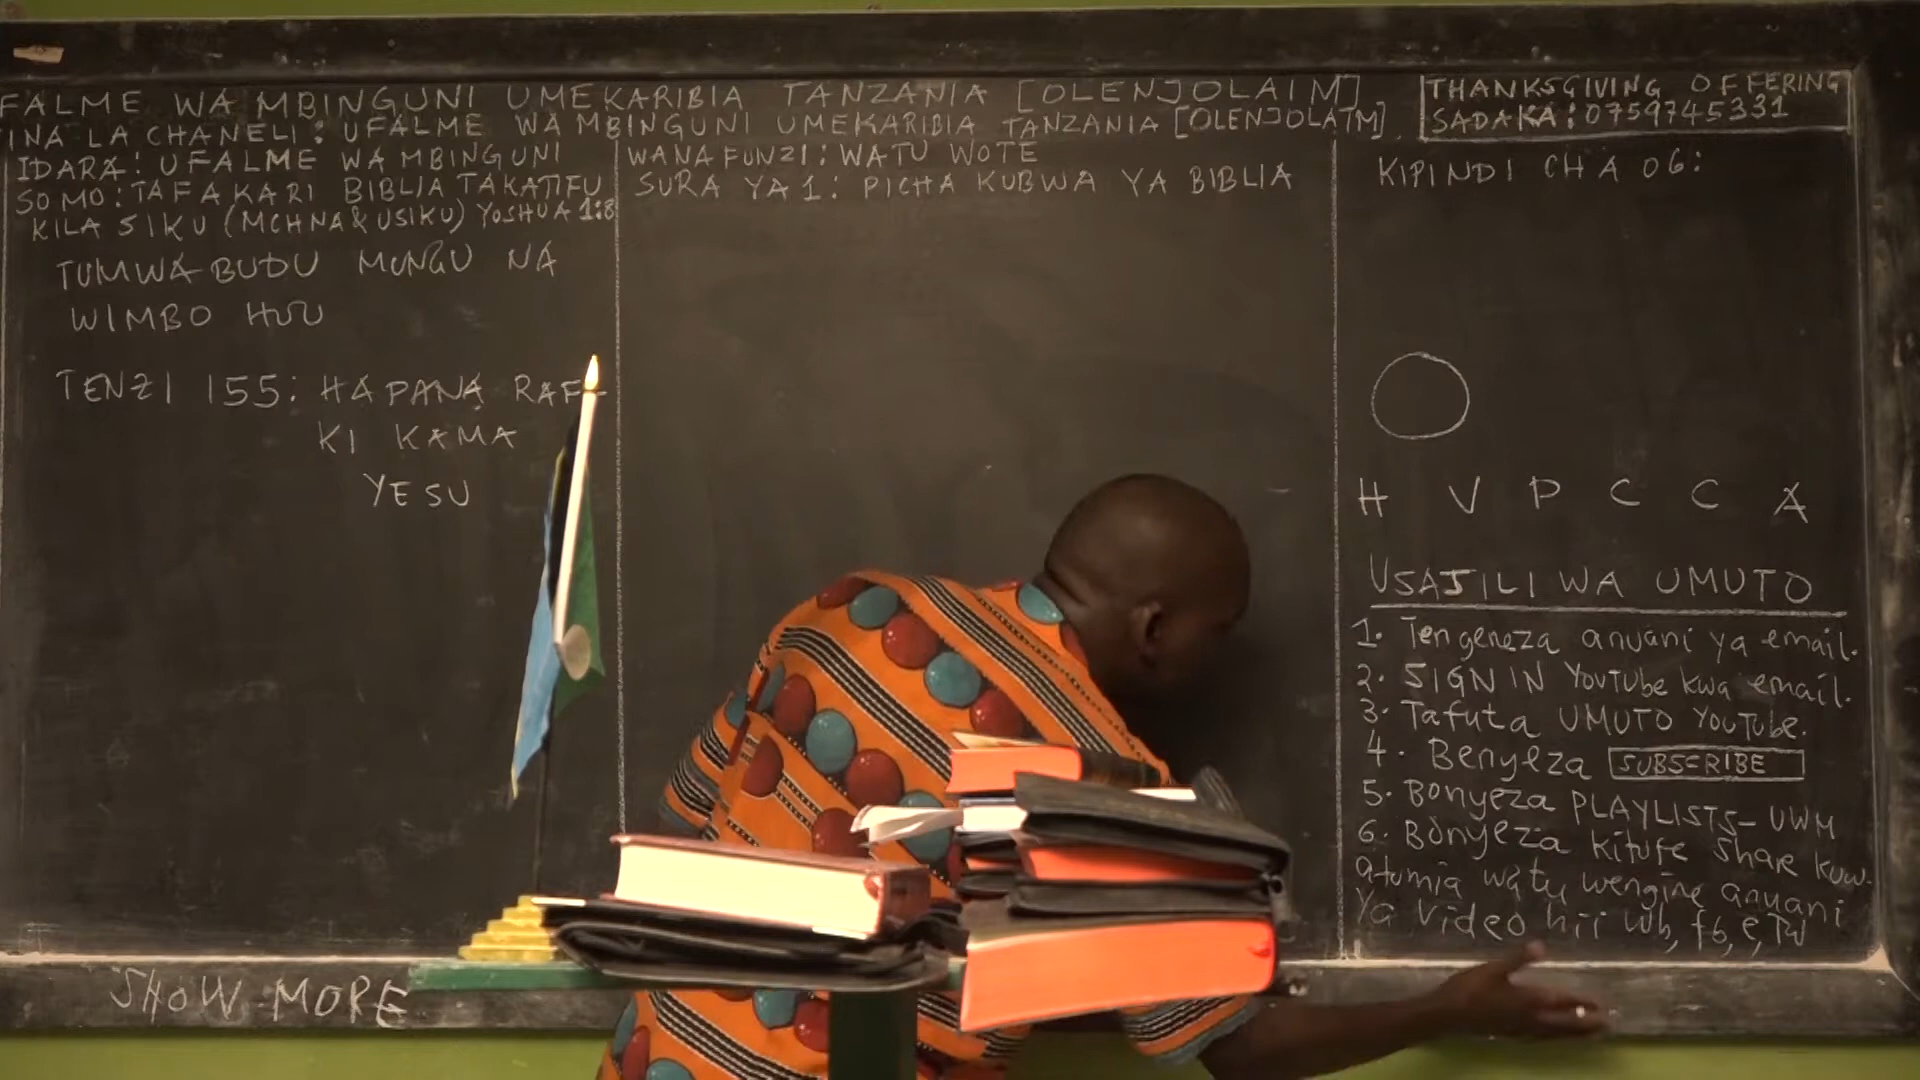 FALME WA MBINGUNI UMEKARIBIA TANZANIA [OLENJOLAIM]
INA LA CHANELI: UFALME WA MBINGUNI UMEKARIBIA TANZANIA [OLENJOLAIM]
THANKSGIVING OFFERING
SADAKA: 0759745331
IDARA: UFALME WA MBINGUNI
SOMO: TAFAKARI BIBLIA TAKATIFU
KILA SIKU (MCHNA & USIKU) YOSHUA 1:8
TUMWABUDU MUNGU NA
WIMBO HUU
TENZI 155: HAPANA RAFI
KI KAMA
YESU
WANAFUNZI: WATU WOTE
SURA YA 1: PICHA KUBWA YA BIBLIA
KIPINDI CHA 06:
H V P C C A
USAJILI WA UMUTO
1. Tengeneza anuani ya email.
2. SIGN IN YouTube kwa email.
3. Tafuta UMUTO YOUTUBE.
4. Benyeza SUBSCRIBE
5. Bonyeza PLAYLISTS- UWM
6. Bonyeza kitufe share kuw-
atumia watu wengine anuani
ya video hii wb, fb, e, Tw
SHOW MORE